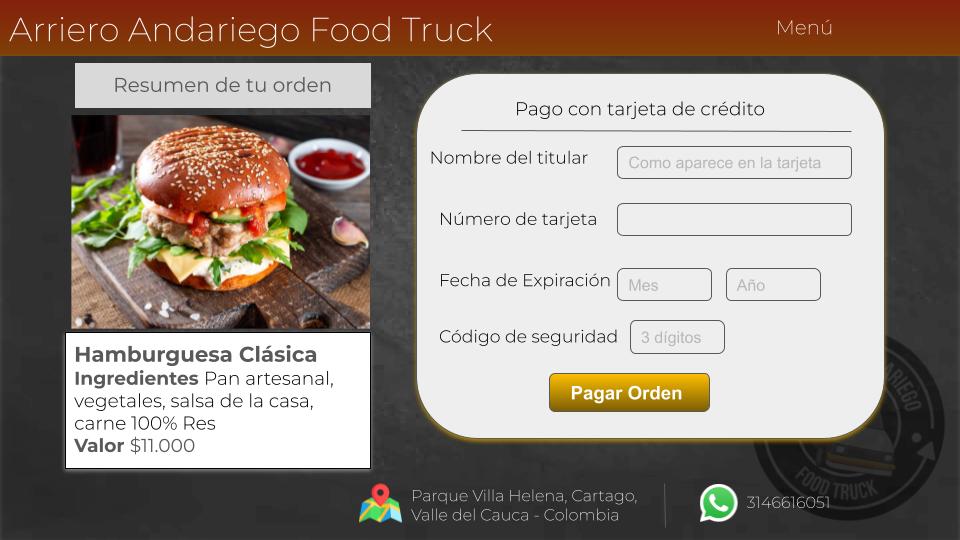 Arriero Andariego Food Truck
Menú
Resumen de tu orden
Hamburguesa Clásica
Ingredientes Pan artesanal,
vegetales, salsa de la casa,
carne 100% Res
Valor $11.000
Pago con tarjeta de crédito
Nombre del titular
Como aparece en la tarjeta
Número de tarjeta
Fecha de Expiración
Mes
Año
Código de seguridad
3 dígitos
Pagar Orden
Parque Villa Helena, Cartago,
Valle del Cauca - Colombia
3146616051
FOOD TRUCK